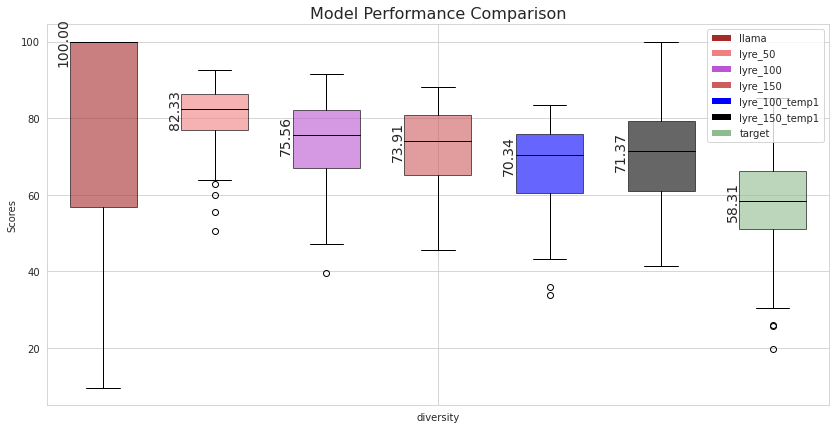 Model Performance Comparison
100
80
60
40
20
Scores
100.00
82.33
75.56
73.91
70.34
71.37
58.31
llama
lyre_50
lyre_100
lyre_150
lyre_100_temp1
lyre_150_temp1
target
diversity